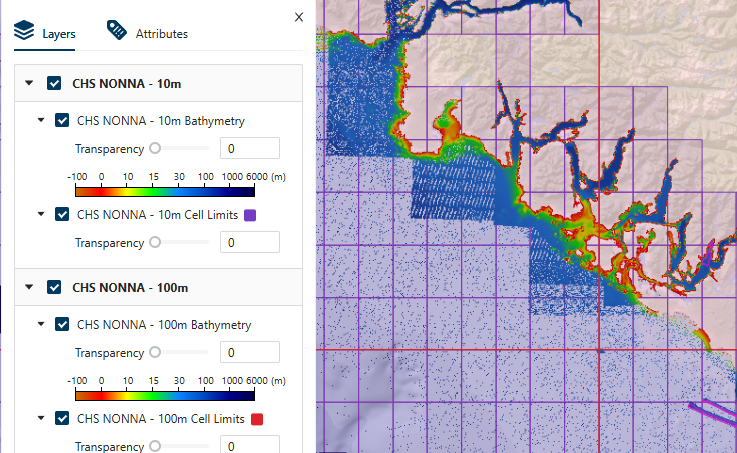 ×
Layers
Attributes
CHS NONNA - 10m
CHS NONNA - 10m Bathymetry
Transparency 0
-100 0 10 15 30 100 1000 6000 (m)
CHS NONNA - 10m Cell Limits
Transparency 0
CHS NONNA - 100m
CHS NONNA - 100m Bathymetry
Transparency 0
-100 0 10 15 30 100 1000 6000 (m)
CHS NONNA - 100m Cell Limits
Transparency 0